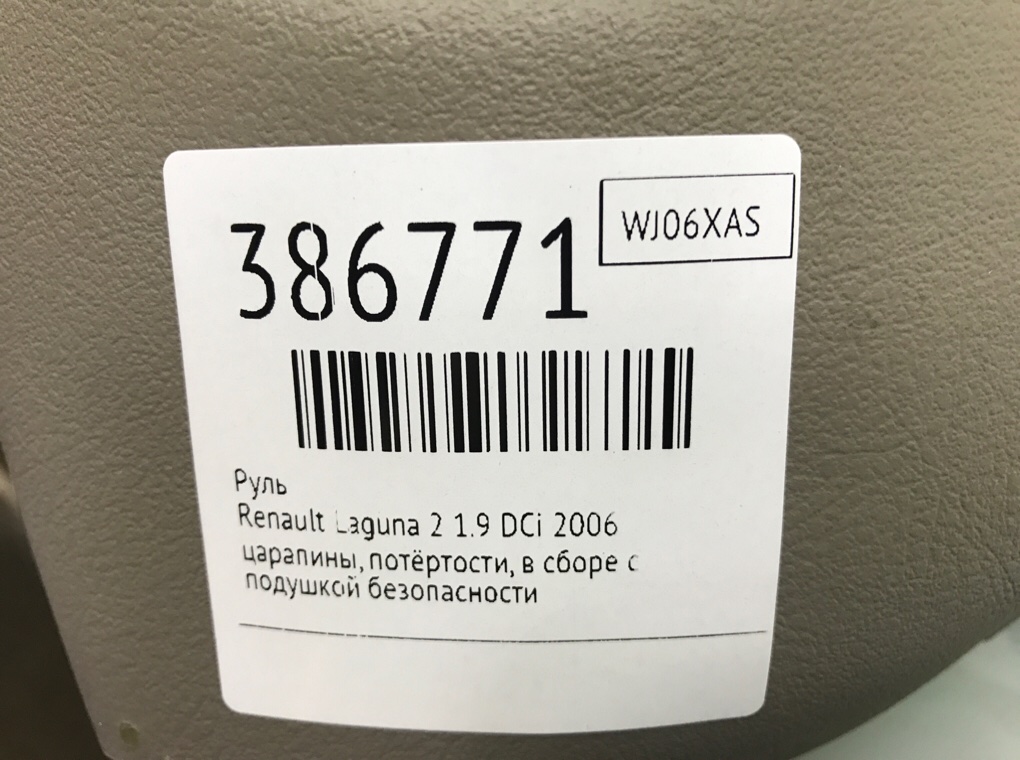 386771
WJ06XAS
Руль
Renault Laguna 2 1.9 DCi 2006
царапины, потёртости, в сборе с
подушкой безопасности